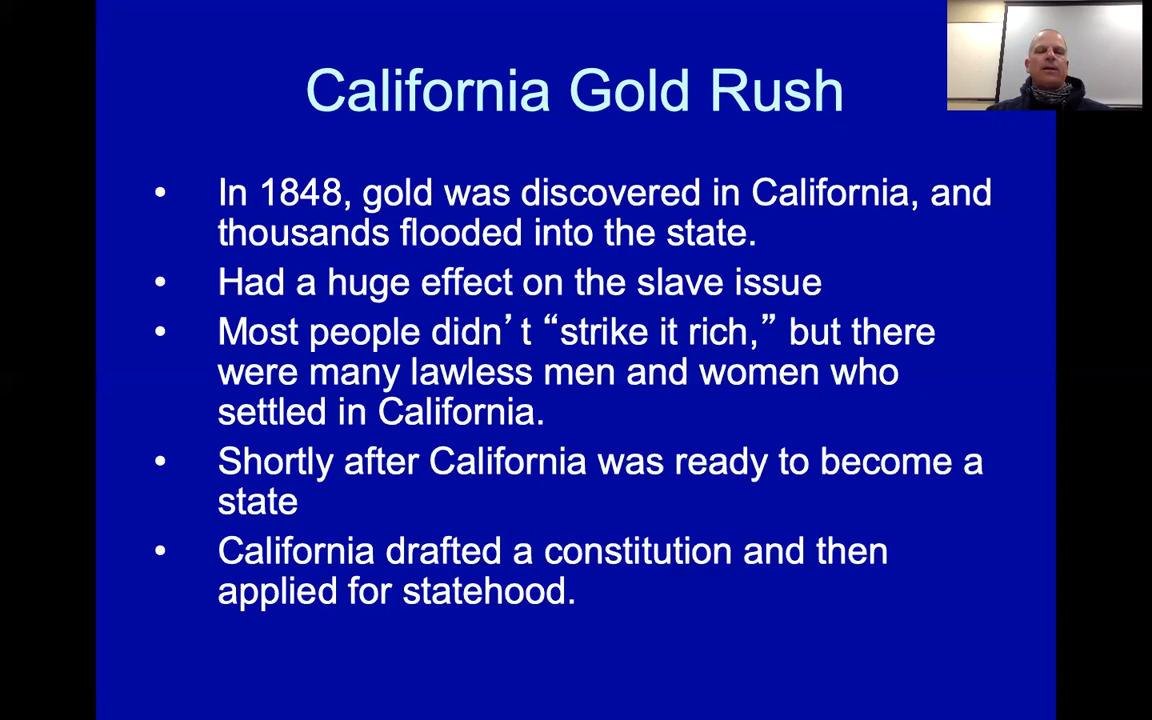 California Gold Rush
• In 1848, gold was discovered in California, and
thousands flooded into the state.
• Had a huge effect on the slave issue
• Most people didn’t “strike it rich,” but there
were many lawless men and women who
settled in California.
• Shortly after California was ready to become a
state
• California drafted a constitution and then
applied for statehood.